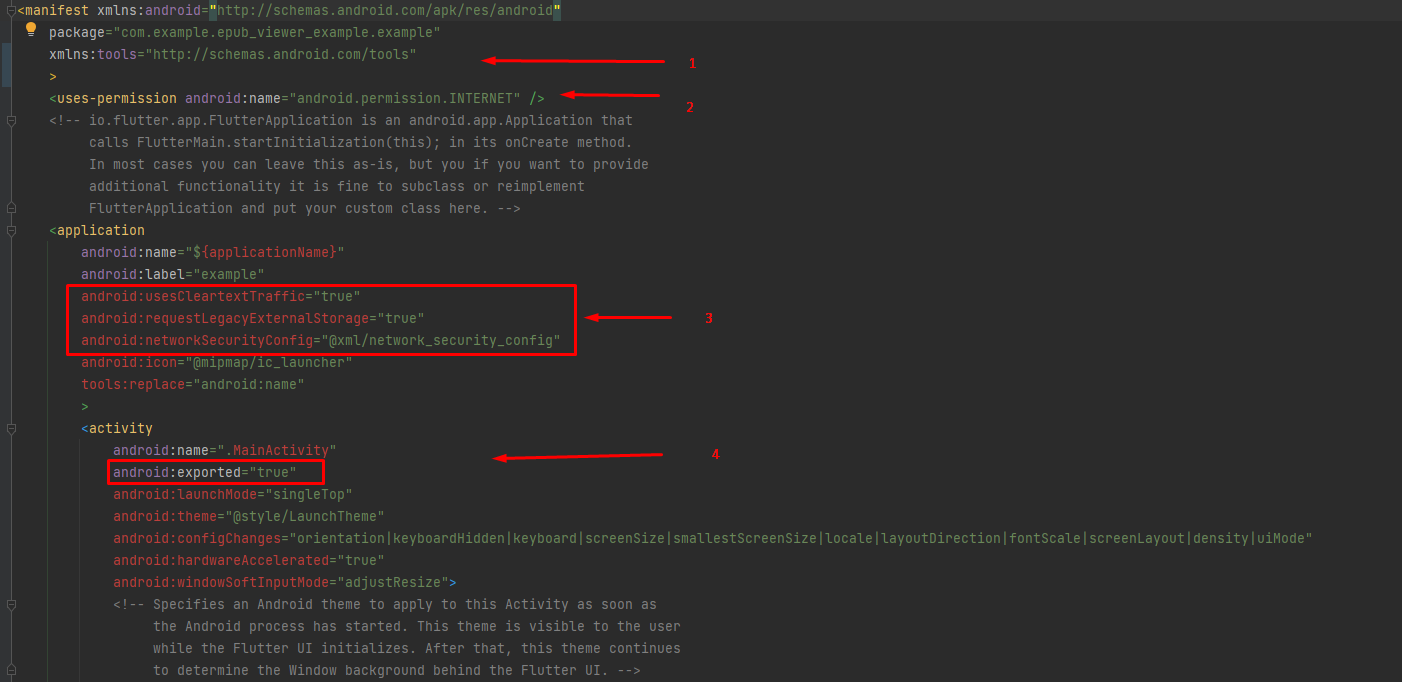 <manifest xmlns:android="http://schemas.android.com/apk/res/android"
package="com.example.epub_viewer_example.example"
xmlns:tools="http://schemas.android.com/tools"
1
>
<uses-permission android:name="android.permission.INTERNET" />
2
<!-- io.flutter.app.FlutterApplication is an android.app.Application that
calls FlutterMain.startInitialization(this); in its onCreate method.
In most cases you can leave this as-is, but you if you want to provide
additional functionality it is fine to subclass or reimplement
FlutterApplication and put your custom class here. -->
<application
android:name="${applicationName}"
android:label="example"
android:usesCleartextTraffic="true"
android:requestLegacyExternalStorage="true"
3
android:networkSecurityConfig="@xml/network_security_config"
android:icon="@mipmap/ic_launcher"
tools:replace="android:name"
>
<activity
android:name=".MainActivity"
4
android:exported="true"
android:launchMode="singleTop"
android:theme="@style/LaunchTheme"
android:configChanges="orientation|keyboardHidden|keyboard|screenSize|smallestScreenSize|locale|layoutDirection|fontScale|screenLayout|density|uiMode"
android:hardwareAccelerated="true"
android:windowSoftInputMode="adjustResize">
<!-- Specifies an Android theme to apply to this Activity as soon as
the Android process has started. This theme is visible to the user
while the Flutter UI initializes. After that, this theme continues
to determine the Window background behind the Flutter UI. -->